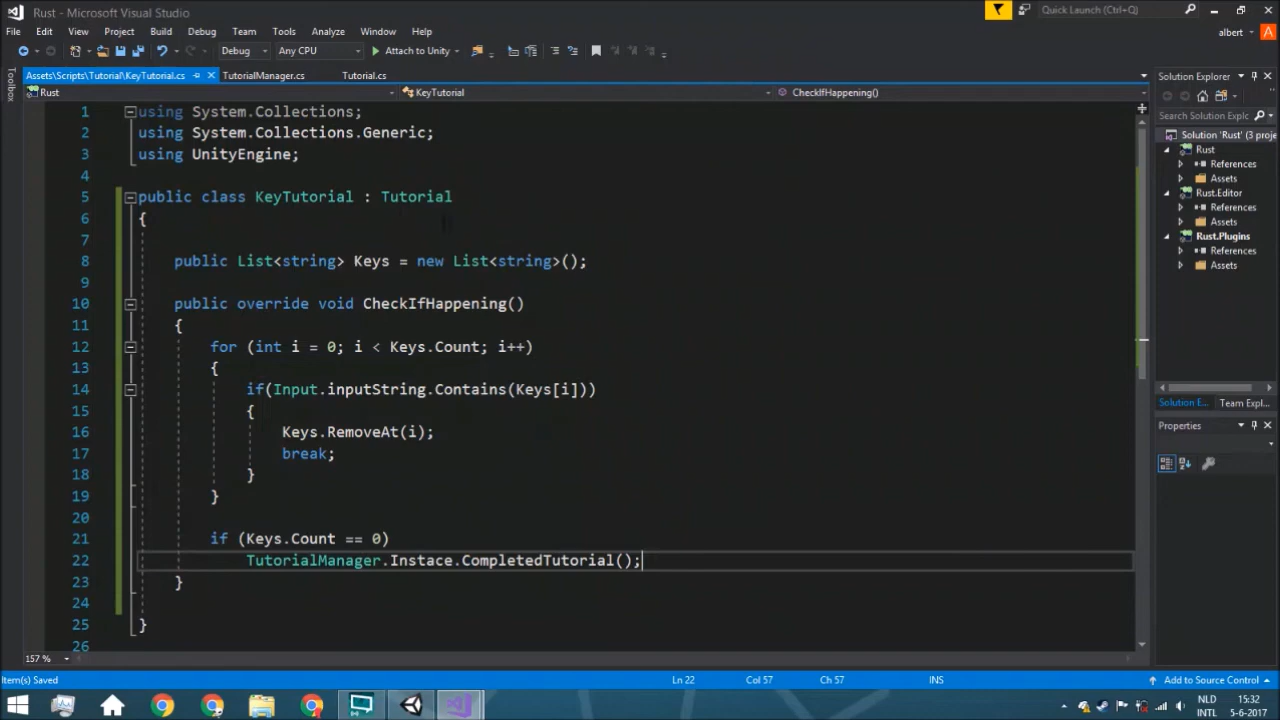 Rust - Microsoft Visual Studio
Quick Launch (Ctrl+Q)
File Edit View Project Build Debug Team Tools Analyze Window Help
albert A
Debug Any CPU Attach to Unity
Toolbox
Assets\Scripts\Tutorial\KeyTutorial.cs TutorialManager.cs Tutorial.cs
Rust KeyTutorial CheckIfHappening()
1 using System.Collections;
2 using System.Collections.Generic;
3 using UnityEngine;
4
5 public class KeyTutorial : Tutorial
6 {
7
8 public List<string> Keys = new List<string>();
9
10 public override void CheckIfHappening()
11 {
12 for (int i = 0; i < Keys.Count; i++)
13 {
14 if(Input.inputString.Contains(Keys[i]))
15 {
16 Keys.RemoveAt(i);
17 break;
18 }
19 }
20
21 if (Keys.Count == 0)
22 TutorialManager.Instace.CompletedTutorial();
23 }
24
25 }
26
157 %
Solution Explorer
Search Solution Explc
Solution 'Rust' (3 proje
Rust
References
Assets
Rust.Editor
References
Assets
Rust.Plugins
References
Assets
Solution E... Team Expl...
Properties
Item(s) Saved Ln 22 Col 57 Ch 57 INS Add to Source Control
NLD 15:32
INTL 5-6-2017